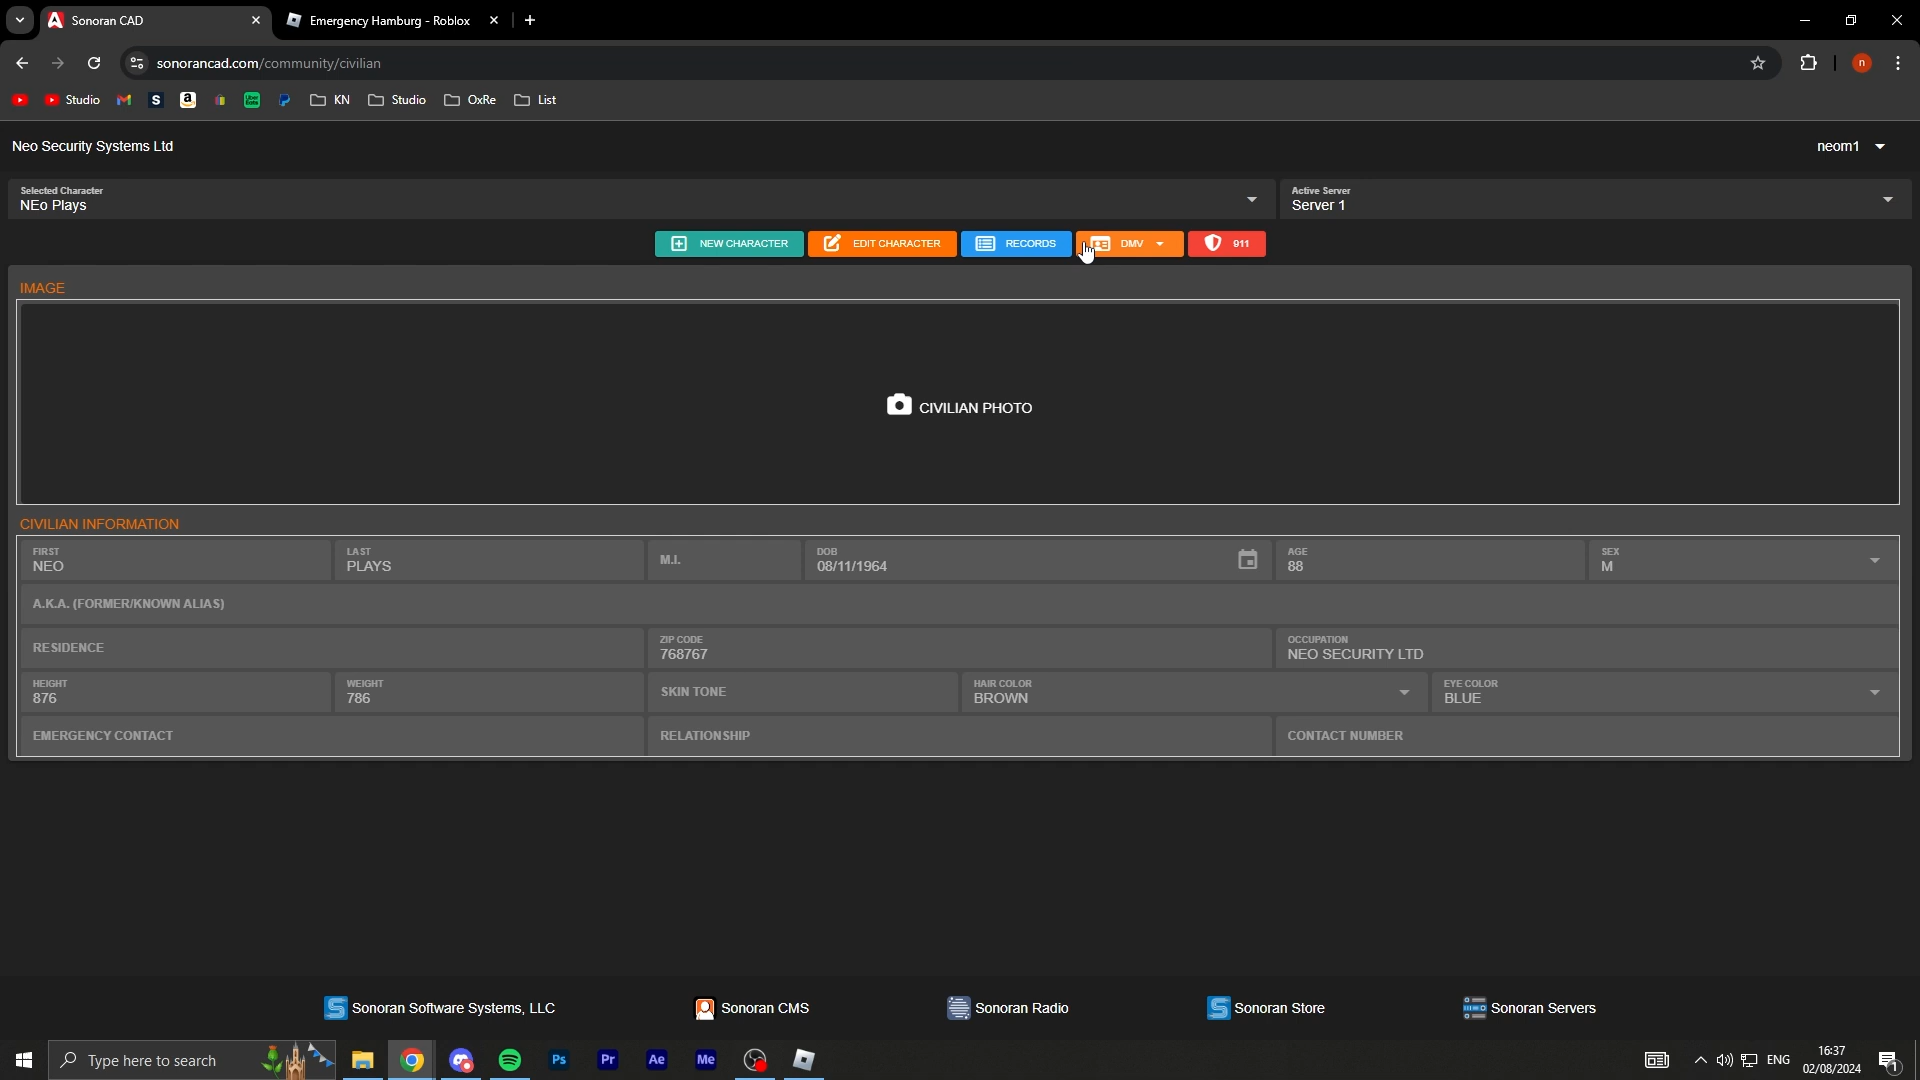 Sonoran CAD
Emergency Hamburg - Roblox
sonorancad.com/community/civilian
n
Studio
S
KN
Studio
OxRe
List
Neo Security Systems Ltd
neom1
Selected Character
NEo Plays
Active Server
Server 1
NEW CHARACTER
EDIT CHARACTER
RECORDS
DMV
911
IMAGE
CIVILIAN PHOTO
CIVILIAN INFORMATION
FIRST
NEO
LAST
PLAYS
M.I.
DOB
08/11/1964
AGE
88
SEX
M
A.K.A. (FORMER/KNOWN ALIAS)
RESIDENCE
ZIP CODE
768767
OCCUPATION
NEO SECURITY LTD
HEIGHT
876
WEIGHT
786
SKIN TONE
HAIR COLOR
BROWN
EYE COLOR
BLUE
EMERGENCY CONTACT
RELATIONSHIP
CONTACT NUMBER
Sonoran Software Systems, LLC
Sonoran CMS
Sonoran Radio
Sonoran Store
Sonoran Servers
Type here to search
Ps
Pr
Ae
Me
ENG
16:37
02/08/2024
1